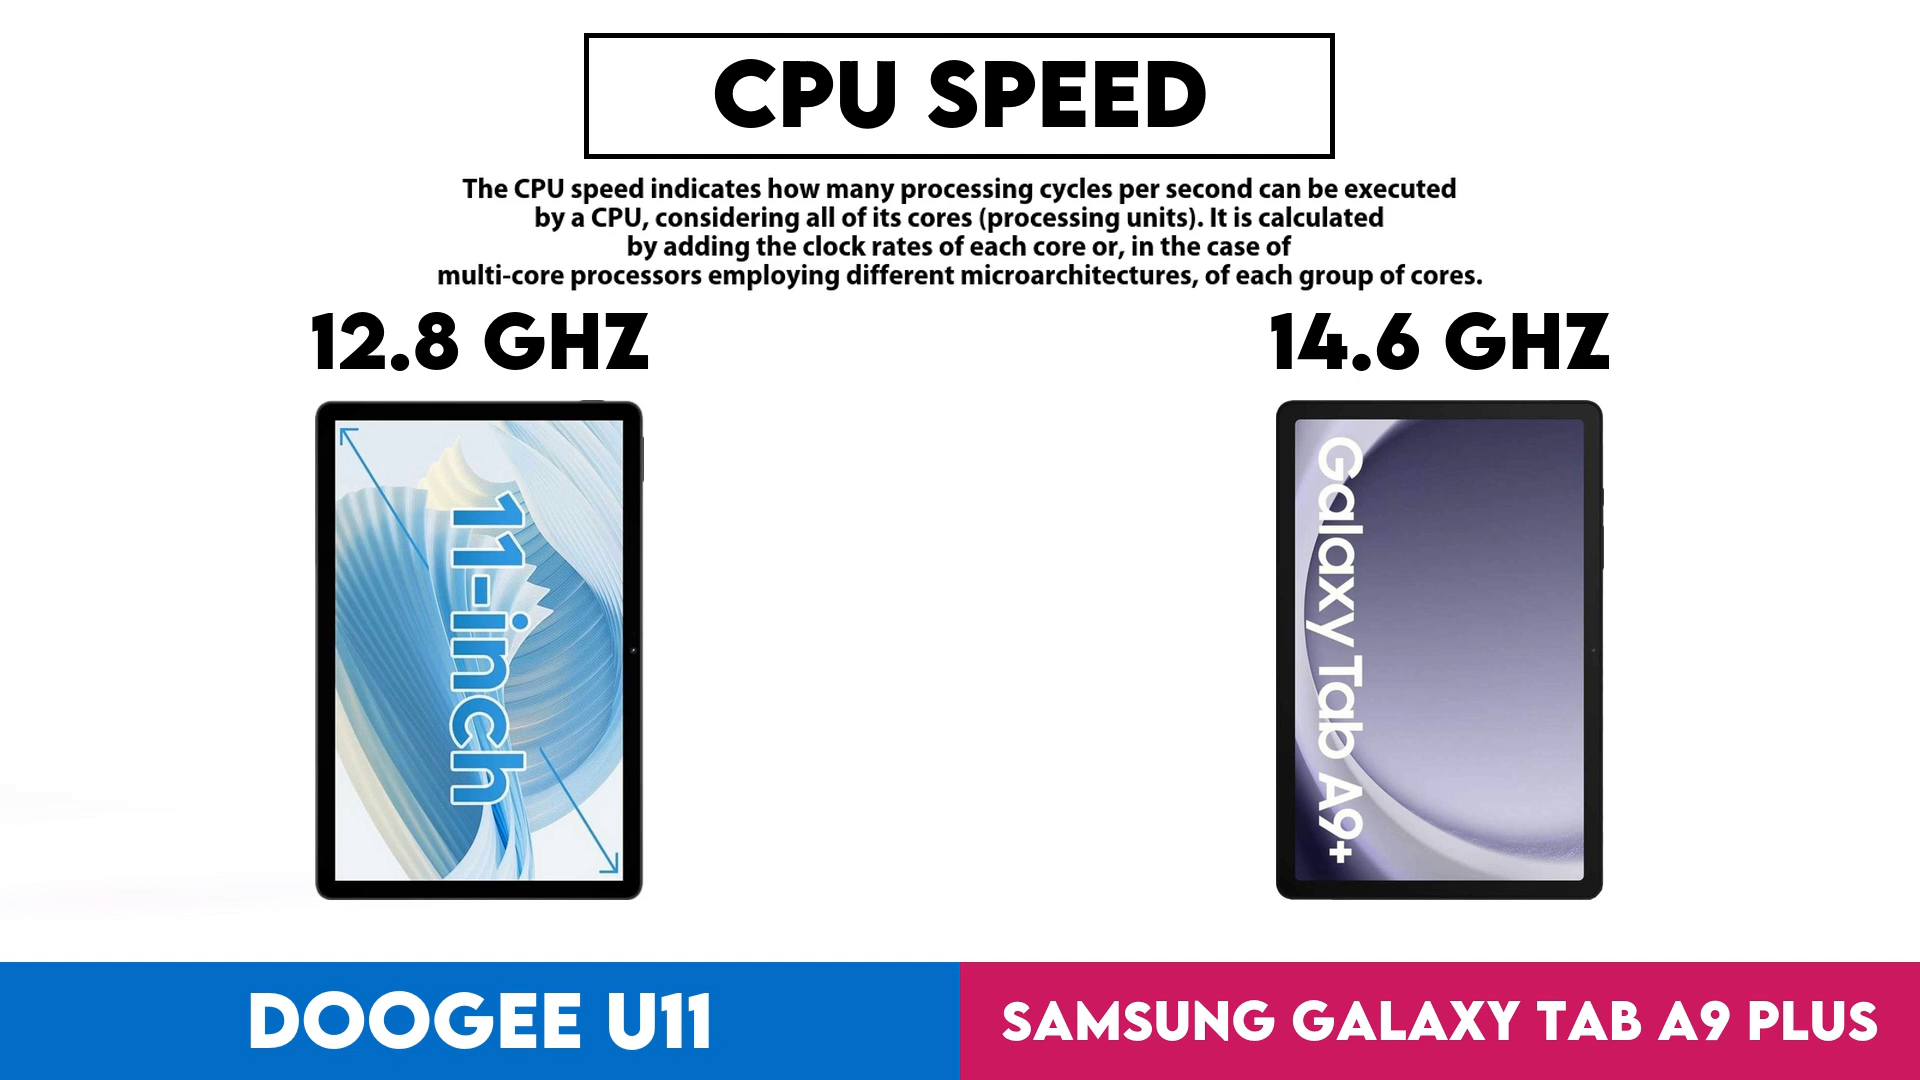 CPU SPEED
The CPU speed indicates how many processing cycles per second can be executed
by a CPU, considering all of its cores (processing units). It is calculated
by adding the clock rates of each core or, in the case of
multi-core processors employing different microarchitectures, of each group of cores.
12.8 GHZ
14.6 GHZ
11-inch
Galaxy Tab A9+
DOOGEE U11
SAMSUNG GALAXY TAB A9 PLUS